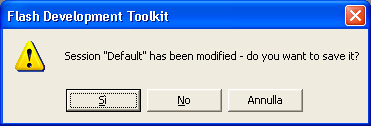 Flash Development Toolkit
Session "Default" has been modified - do you want to save it?
Sì No Annulla